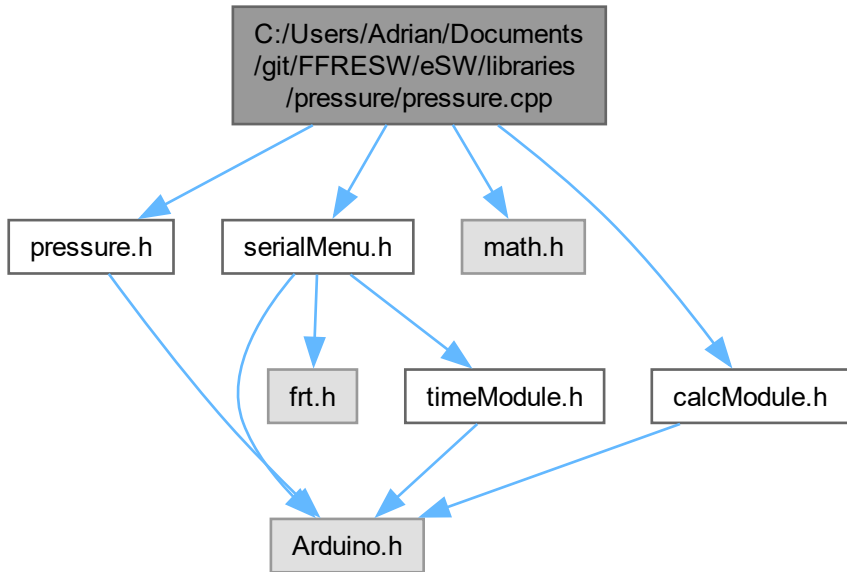 C:/Users/Adrian/Documents
/git/FFRESW/eSW/libraries
/pressure/pressure.cpp
pressure.h
serialMenu.h
math.h
frt.h
timeModule.h
calcModule.h
Arduino.h